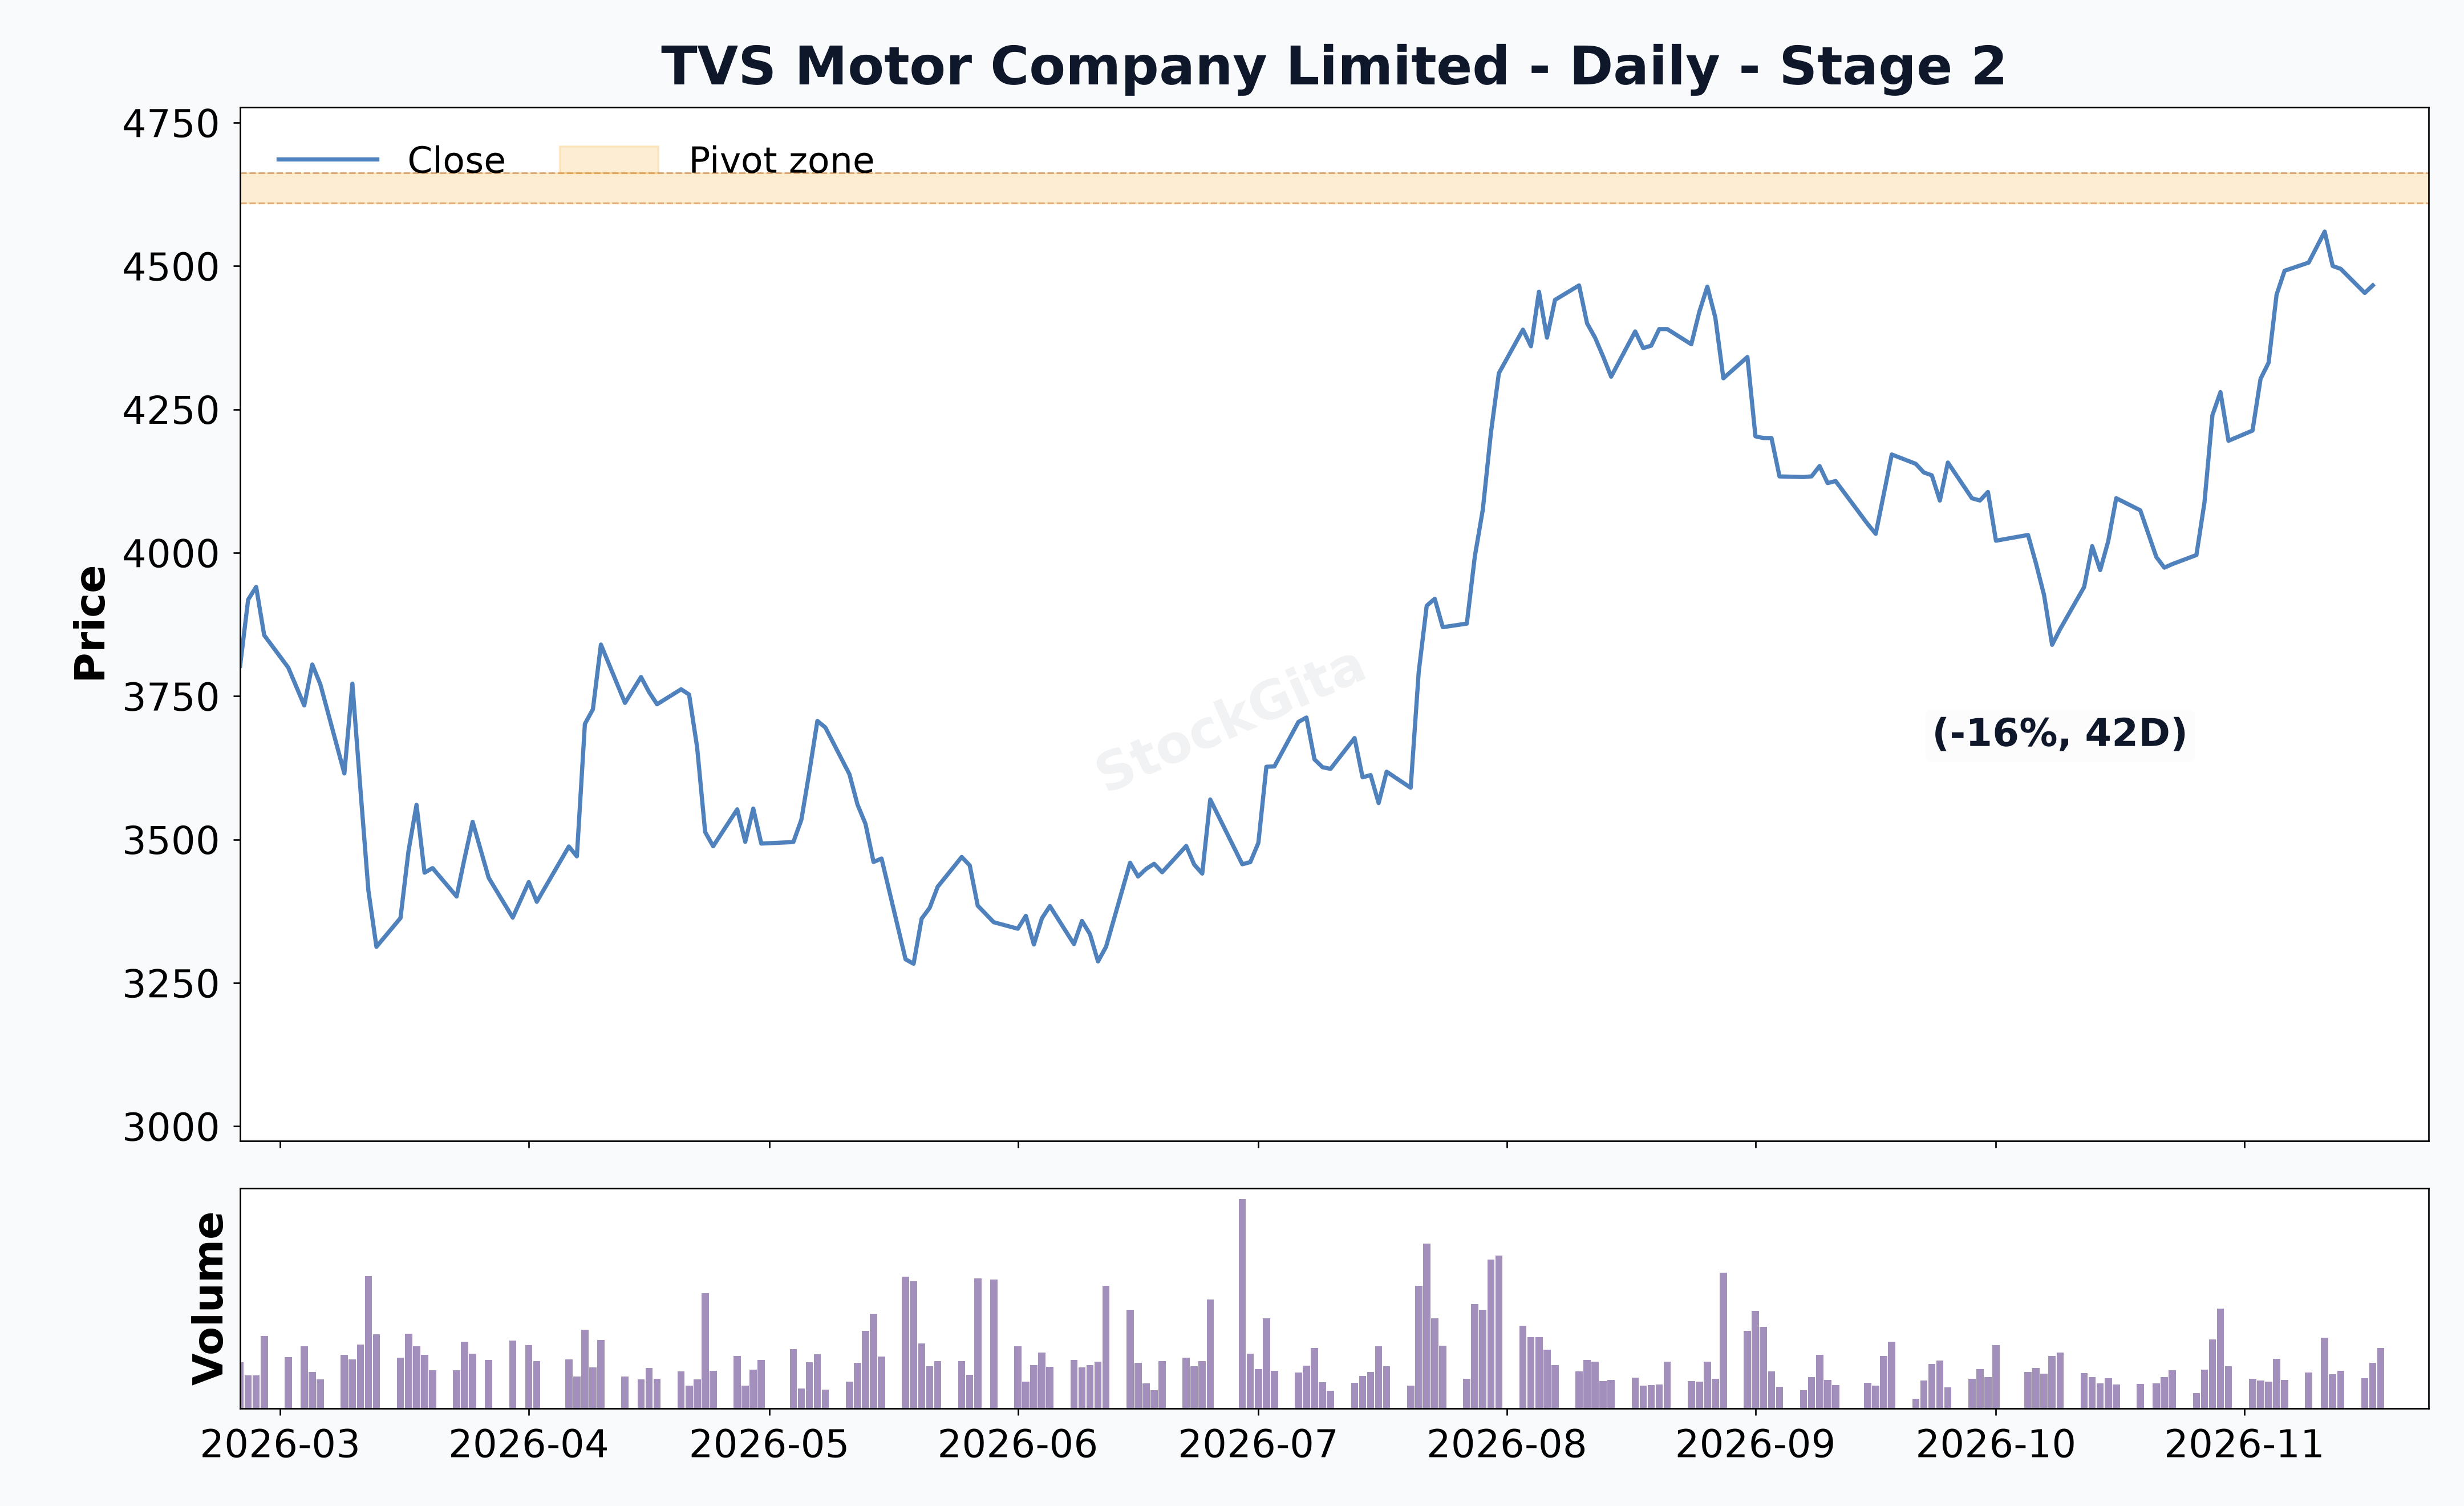 TVS Motor Company Limited - Daily - Stage 2
Close Pivot zone
Price
4750
4500
4250
4000
3750
3500
3250
3000
StockGita
(-16%, 42D)
Volume
2026-03 2026-04 2026-05 2026-06 2026-07 2026-08 2026-09 2026-10 2026-11